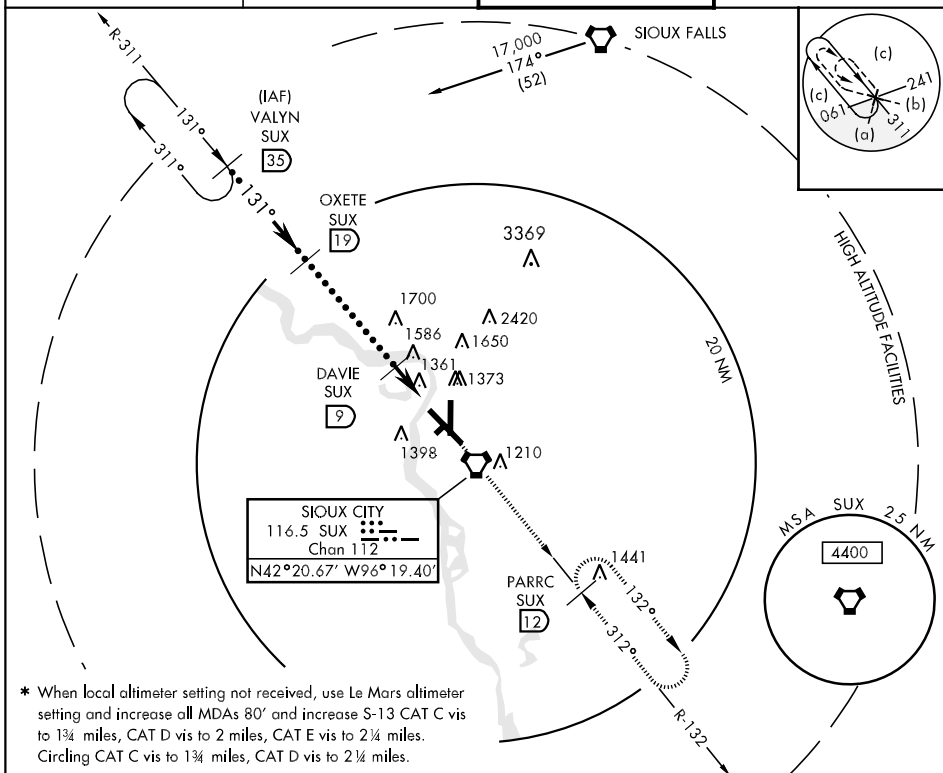 R-311
131°
311°
(IAF)
VALYN
SUX
35
131°
OXETE
SUX
19
17,000
174°
(52)
SIOUX FALLS
(c)
(c)
241
061
(b)
311
(a)
3369
1700
2420
1586
1650
1361
1373
DAVIE
SUX
9
1398
1210
20 NM
HIGH ALTITUDE FACILITIES
SIOUX CITY
116.5 SUX
Chan 112
N42°20.67' W96°19.40'
PARRC
SUX
12
1441
132°
312°
R-132
MSA SUX 25 NM
4400
* When local altimeter setting not received, use Le Mars altimeter
setting and increase all MDAs 80' and increase S-13 CAT C vis
to 1¾ miles, CAT D vis to 2 miles, CAT E vis to 2¼ miles.
Circling CAT C vis to 1¾ miles, CAT D vis to 2¼ miles.